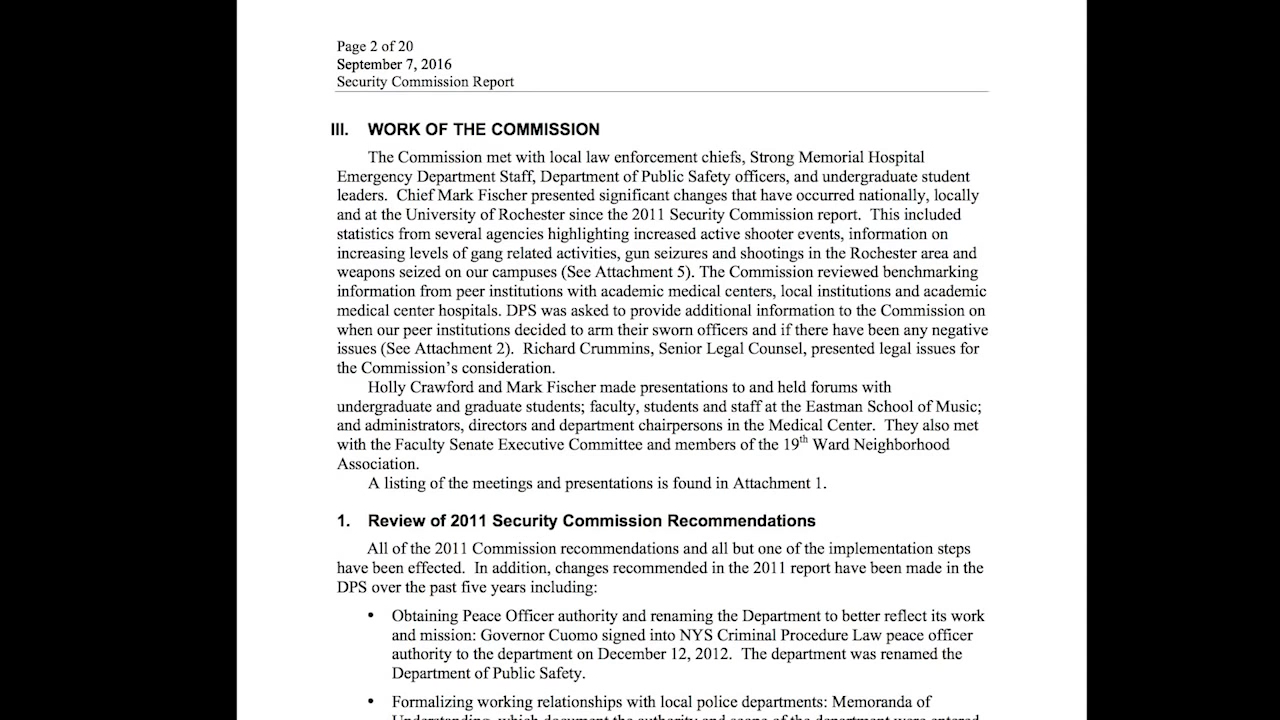 Page 2 of 20
September 7, 2016
Security Commission Report
III. WORK OF THE COMMISSION
The Commission met with local law enforcement chiefs, Strong Memorial Hospital
Emergency Department Staff, Department of Public Safety officers, and undergraduate student
leaders. Chief Mark Fischer presented significant changes that have occurred nationally, locally
and at the University of Rochester since the 2011 Security Commission report. This included
statistics from several agencies highlighting increased active shooter events, information on
increasing levels of gang related activities, gun seizures and shootings in the Rochester area and
weapons seized on our campuses (See Attachment 5). The Commission reviewed benchmarking
information from peer institutions with academic medical centers, local institutions and academic
medical center hospitals. DPS was asked to provide additional information to the Commission on
when our peer institutions decided to arm their sworn officers and if there have been any negative
issues (See Attachment 2). Richard Crummins, Senior Legal Counsel, presented legal issues for
the Commission's consideration.
Holly Crawford and Mark Fischer made presentations to and held forums with
undergraduate and graduate students; faculty, students and staff at the Eastman School of Music;
and administrators, directors and department chairpersons in the Medical Center. They also met
with the Faculty Senate Executive Committee and members of the 19th Ward Neighborhood
Association.
A listing of the meetings and presentations is found in Attachment 1.
1. Review of 2011 Security Commission Recommendations
All of the 2011 Commission recommendations and all but one of the implementation steps
have been effected. In addition, changes recommended in the 2011 report have been made in the
DPS over the past five years including:
• Obtaining Peace Officer authority and renaming the Department to better reflect its work
and mission: Governor Cuomo signed into NYS Criminal Procedure Law peace officer
authority to the department on December 12, 2012. The department was renamed the
Department of Public Safety.
• Formalizing working relationships with local police departments: Memoranda of
Understanding, which document the authority and scope of the department were entered